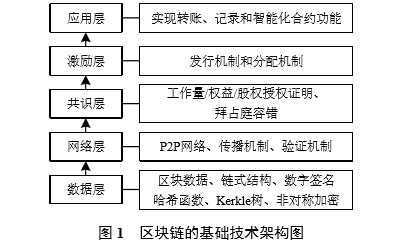 应用层
实现转账、记录和智能化合约功能
激励层
发行机制和分配机制
共识层
工作量/权益/股权授权证明、
拜占庭容错
网络层
P2P网络、传播机制、验证机制
数据层
区块数据、链式结构、数字签名
哈希函数、Kerkle树、非对称加密
图 1 区块链的基础技术架构图